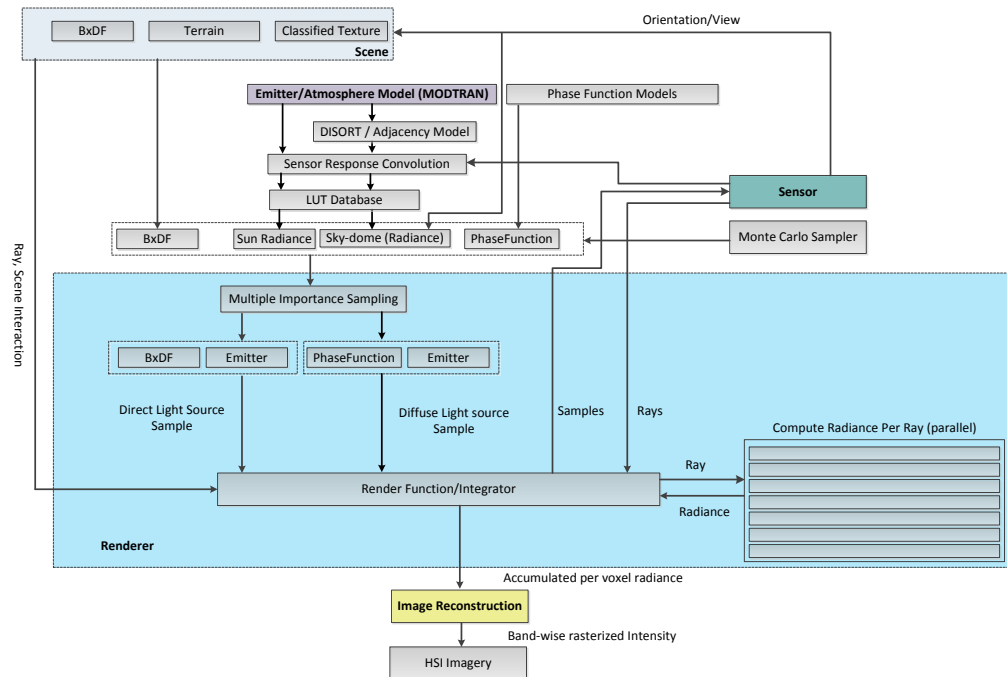 Orientation/View
BxDF
Terrain
Classified Texture
Scene
Emitter/Atmosphere Model (MODTRAN)
Phase Function Models
DISORT / Adjacency Model
Sensor Response Convolution
Sensor
LUT Database
BxDF
Sun Radiance
Sky-dome (Radiance)
PhaseFunction
Monte Carlo Sampler
Ray, Scene Interaction
Multiple Importance Sampling
BxDF
Emitter
PhaseFunction
Emitter
Direct Light Source
Sample
Diffuse Light source
Sample
Samples
Rays
Compute Radiance Per Ray (parallel)
Ray
Render Function/Integrator
Radiance
Renderer
Accumulated per voxel radiance
Image Reconstruction
Band-wise rasterized Intensity
HSI Imagery